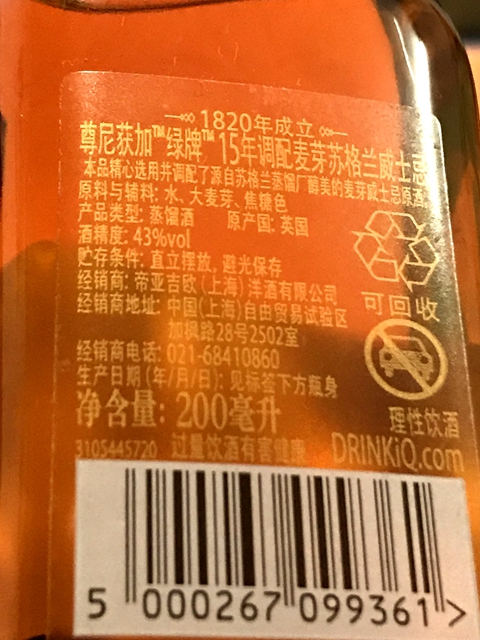 1820年成立
尊尼获加™绿牌™ 15年调配麦芽苏格兰威士忌
本品精心选用并调配了源自苏格兰蒸馏厂醇美的麦芽威士忌原酒
原料与辅料: 水、大麦芽、焦糖色
产品类型: 蒸馏酒 原产国: 英国
酒精度: 43%vol
贮存条件: 直立摆放, 避光保存
经销商: 帝亚吉欧 (上海) 洋酒有限公司
经销商地址: 中国(上海)自由贸易试验区
加枫路28号2502室
经销商电话: 021-68410860
生产日期 (年/月/日): 见标签下方瓶身
净含量: 200毫升
3105445720 过量饮酒有害健康
可回收
理性饮酒
DRINKiQ.com
5 000267 099361 >